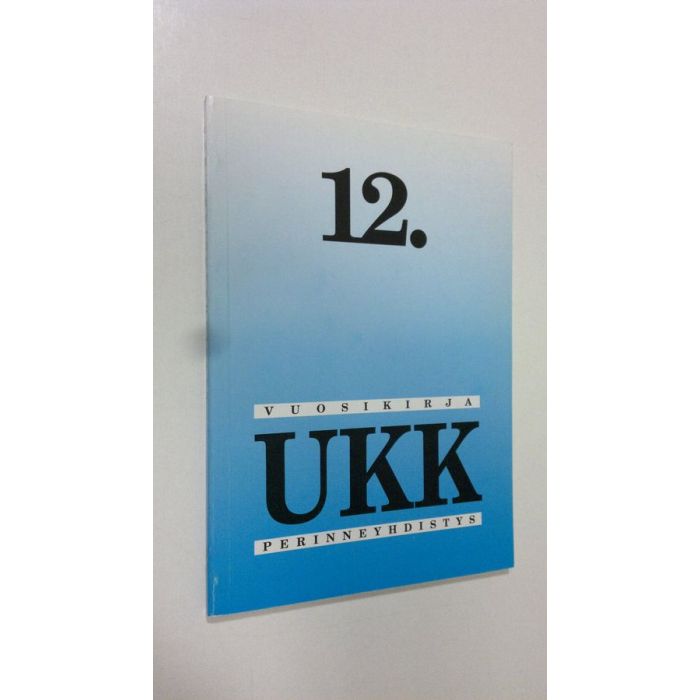 12.
VUOSIKIRJA
UKK
PERINNEYHDISTYS